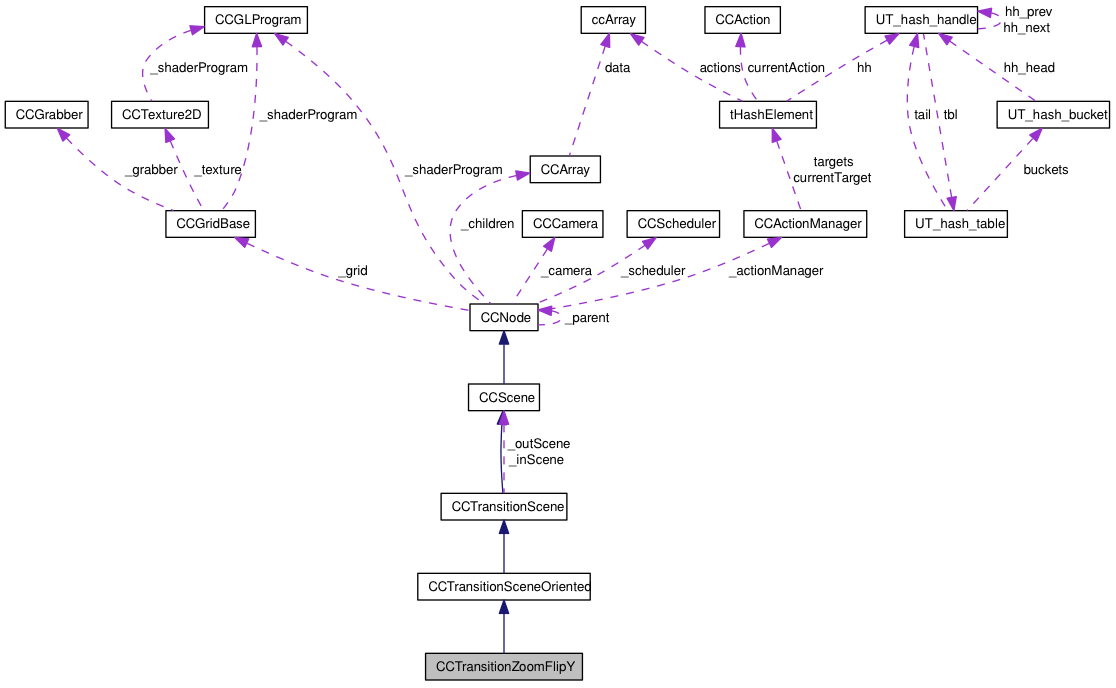 CCGLProgram
ccArray
CCAction
UT_hash_handle
hh_prev
hh_next
_shaderProgram
data
actions
currentAction
hh
hh_head
CCGrabber
CCTexture2D
_shaderProgram
tHashElement
tail
tbl
UT_hash_bucket
_grabber
_texture
_shaderProgram
CCArray
targets
currentTarget
buckets
CCGridBase
_children
CCCamera
CCScheduler
CCActionManager
UT_hash_table
_grid
_camera
_scheduler
_actionManager
CCNode
_parent
CCScene
_outScene
_inScene
CCTransitionScene
CCTransitionSceneOriented
CCTransitionZoomFlipY